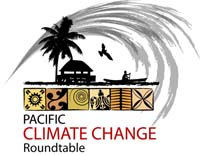 PACIFIC
CLIMATE CHANGE
Roundtable